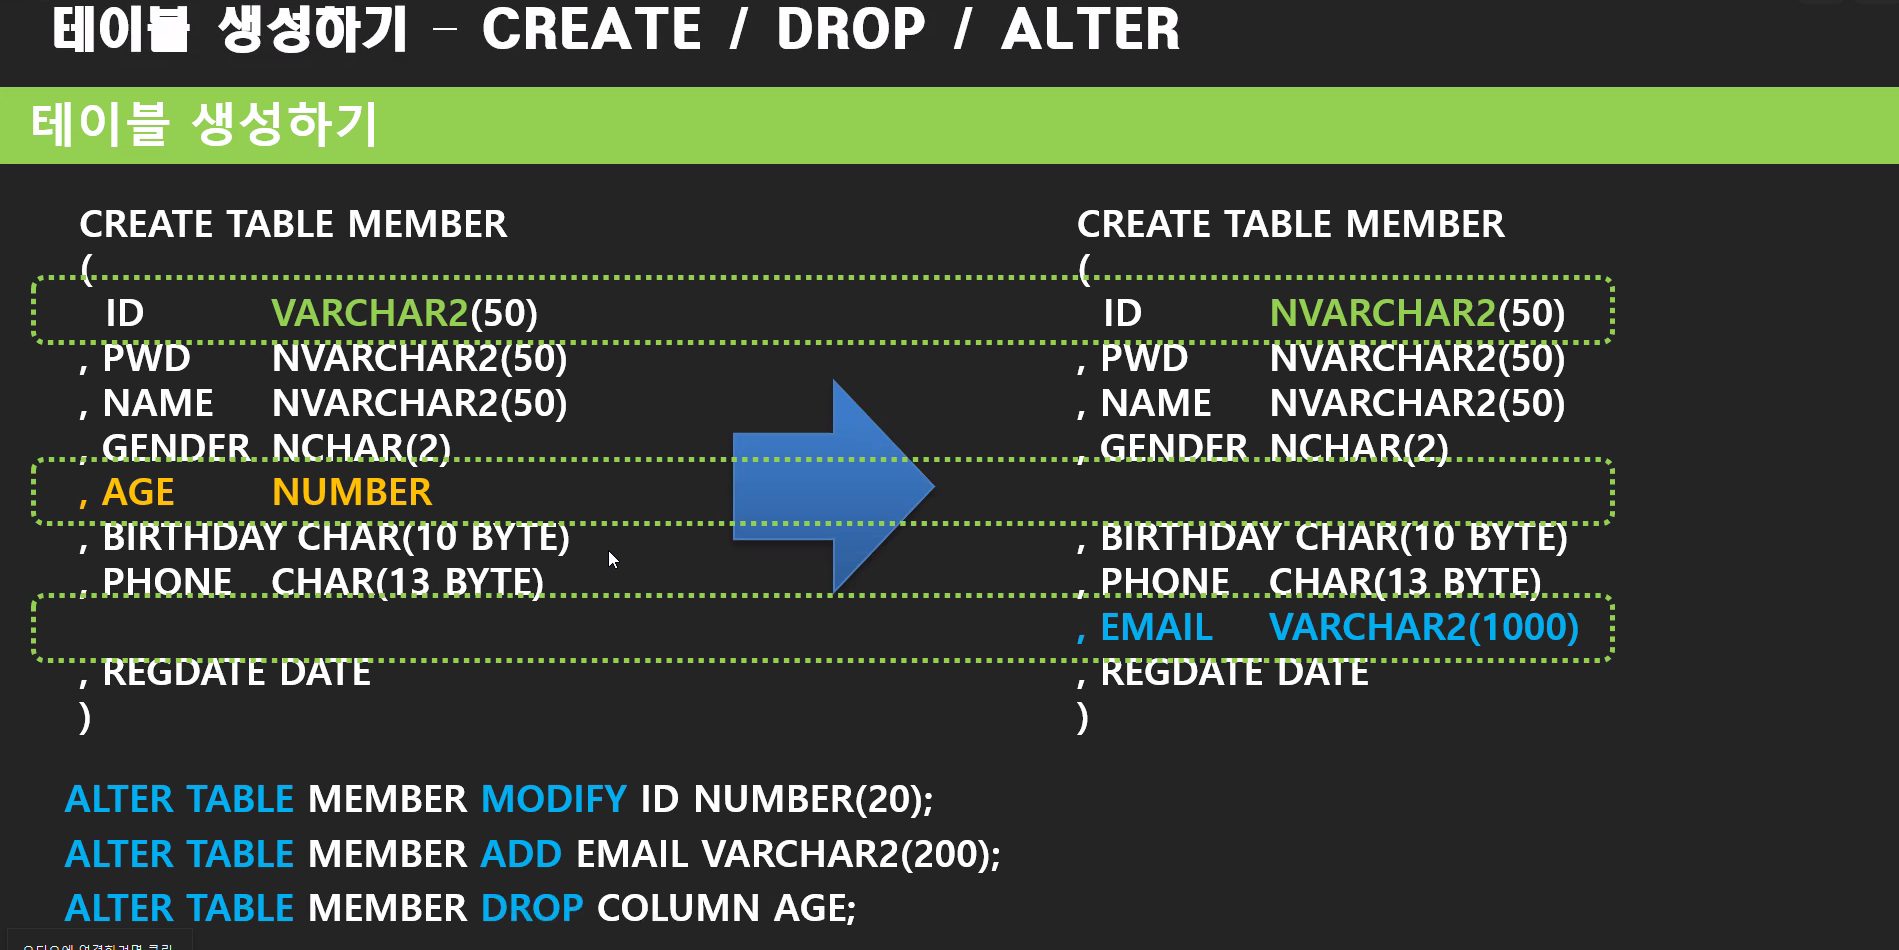 테이블 생성하기 – CREATE / DROP / ALTER
테이블 생성하기
CREATE TABLE MEMBER
(
ID VARCHAR2(50)
, PWD NVARCHAR2(50)
, NAME NVARCHAR2(50)
, GENDER NCHAR(2)
, AGE NUMBER
, BIRTHDAY CHAR(10 BYTE)
, PHONE CHAR(13 BYTE)
, REGDATE DATE
)
CREATE TABLE MEMBER
(
ID NVARCHAR2(50)
, PWD NVARCHAR2(50)
, NAME NVARCHAR2(50)
, GENDER NCHAR(2)
, BIRTHDAY CHAR(10 BYTE)
, PHONE CHAR(13 BYTE)
, EMAIL VARCHAR2(1000)
, REGDATE DATE
)
ALTER TABLE MEMBER MODIFY ID NUMBER(20);
ALTER TABLE MEMBER ADD EMAIL VARCHAR2(200);
ALTER TABLE MEMBER DROP COLUMN AGE;